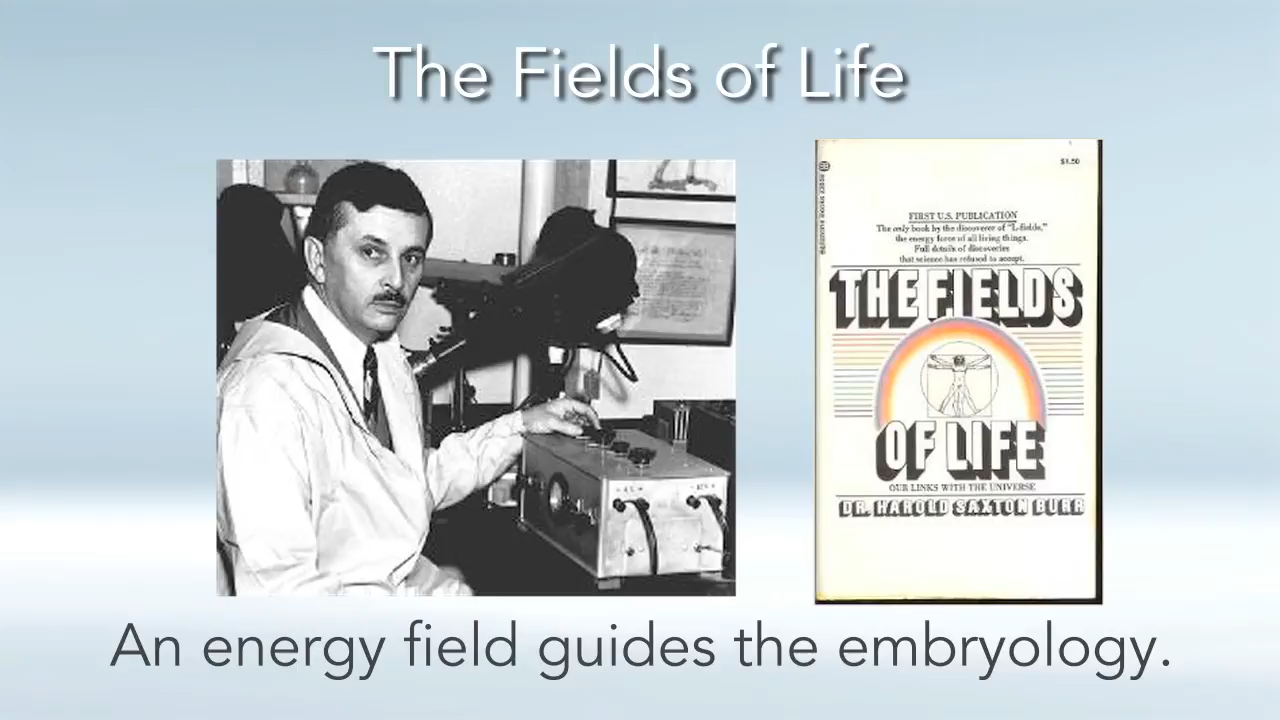 The Fields of Life
$1.50
FIRST U.S. PUBLICATION
The only book by the discoverer of "L-fields,"
the energy force of all living things.
Full details of discoveries
that science has refused to accept.
THE FIELDS
OF LIFE
OUR LINKS WITH THE UNIVERSE
DR. HAROLD SAXTON BURR
An energy field guides the embryology.